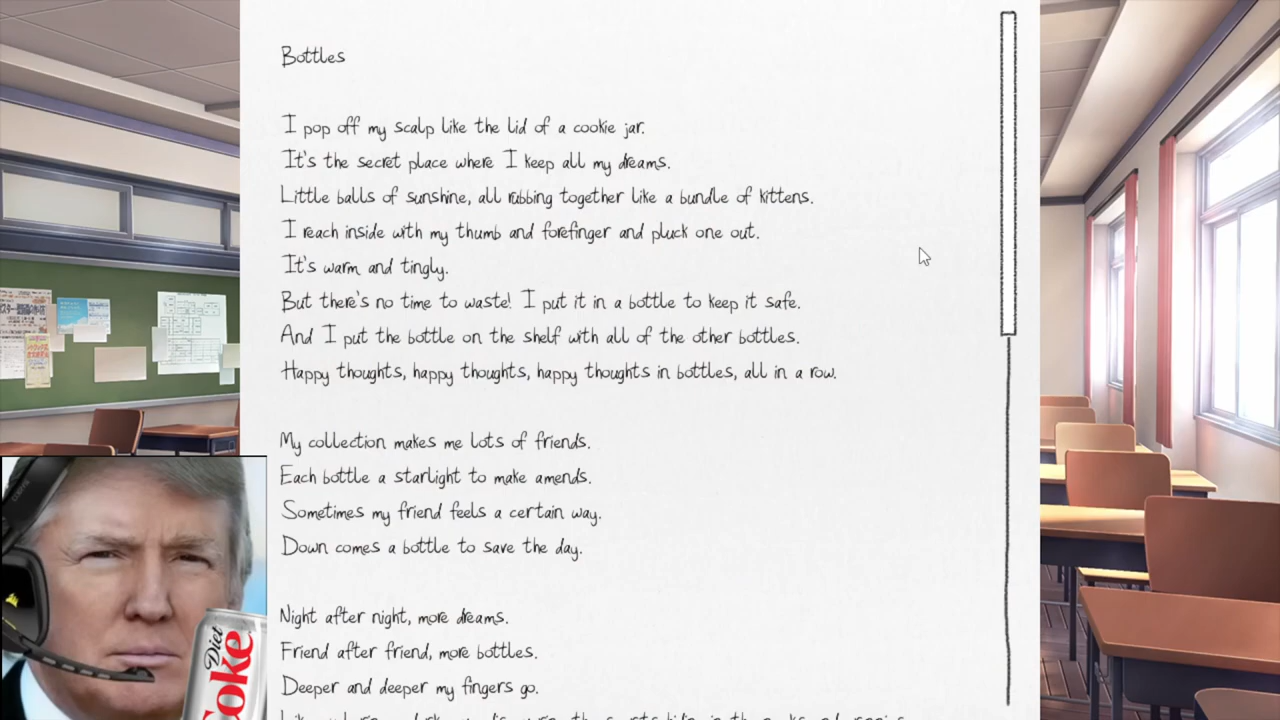 Bottles
I pop off my scalp like the lid of a cookie jar.
It's the secret place where I keep all my dreams.
Little balls of sunshine, all rubbing together like a bundle of kittens.
I reach inside with my thumb and forefinger and pluck one out.
It's warm and tingly.
But there's no time to waste! I put it in a bottle to keep it safe.
And I put the bottle on the shelf with all of the other bottles.
Happy thoughts, happy thoughts, happy thoughts in bottles, all in a row.
My collection makes me lots of friends.
Each bottle a starlight to make amends.
Sometimes my friend feels a certain way.
Down comes a bottle to save the day.
Night after night, more dreams.
Friend after friend, more bottles.
Deeper and deeper my fingers go.
Diet
Coke